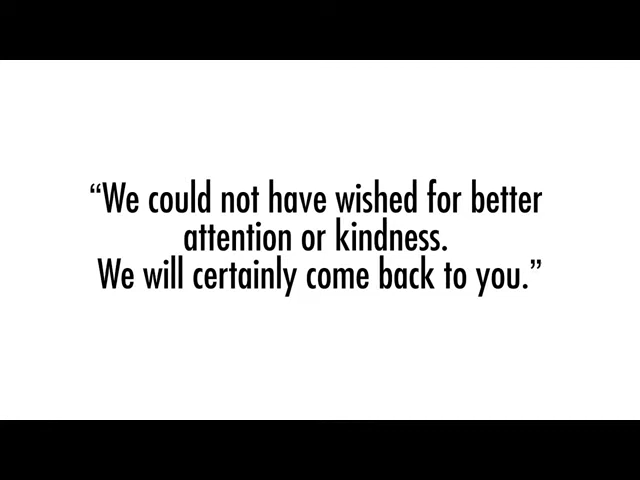 “We could not have wished for better
attention or kindness.
We will certainly come back to you.”